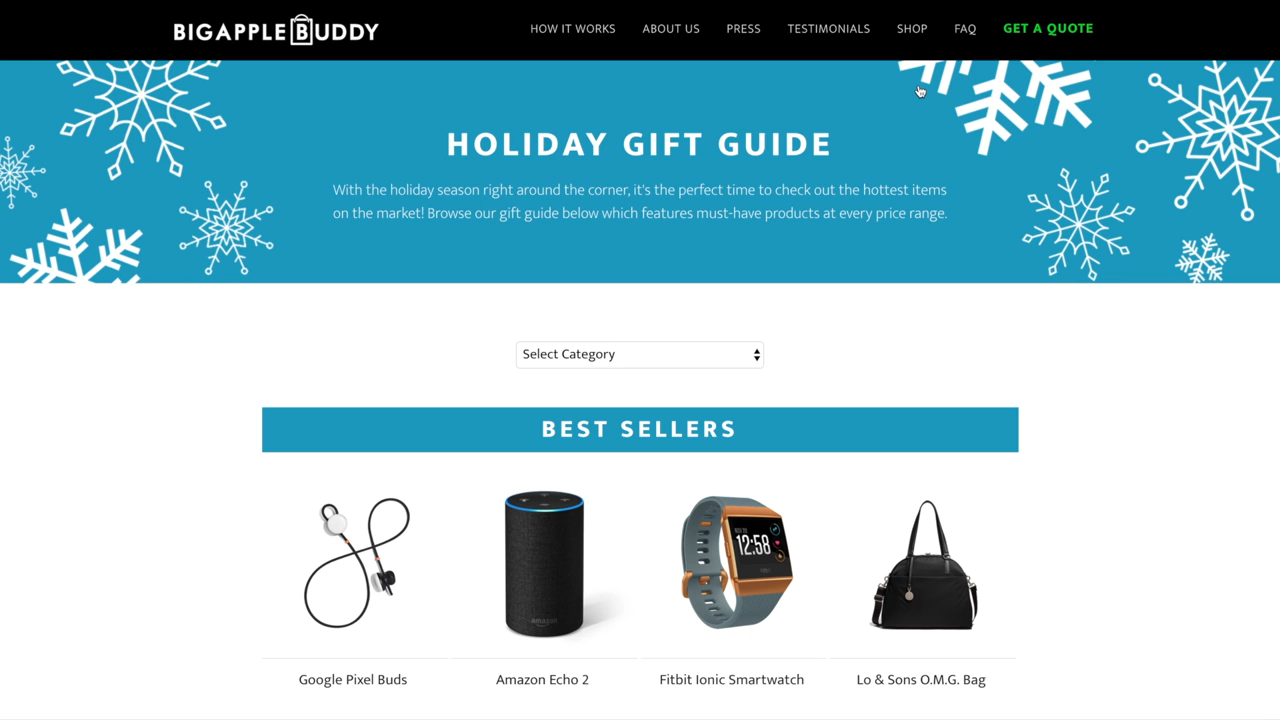 BIGAPPLEBUDDY
HOW IT WORKS ABOUT US PRESS TESTIMONIALS SHOP FAQ GET A QUOTE
HOLIDAY GIFT GUIDE
With the holiday season right around the corner, it's the perfect time to check out the hottest items
on the market! Browse our gift guide below which features must-have products at every price range.
Select Category
BEST SELLERS
12:58
amazon
Google Pixel Buds
Amazon Echo 2
Fitbit Ionic Smartwatch
Lo & Sons O.M.G. Bag